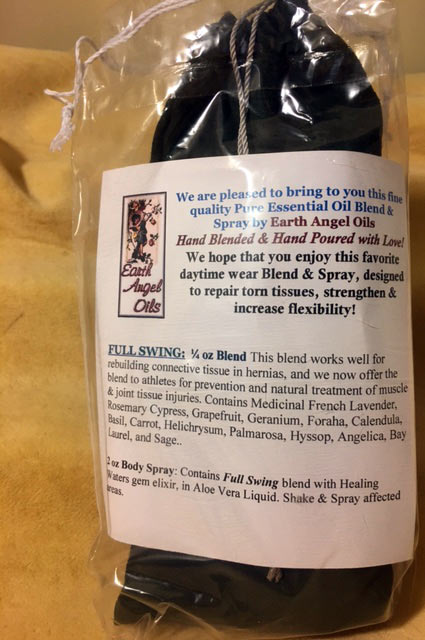 We are pleased to bring to you this fine
quality Pure Essential Oil Blend &
Spray by Earth Angel Oils
Hand Blended & Hand Poured with Love!
We hope that you enjoy this favorite
daytime wear Blend & Spray, designed
to repair torn tissues, strengthen &
increase flexibility!
Earth
Angel
Oils
FULL SWING: ¼ oz Blend This blend works well for
rebuilding connective tissue in hernias, and we now offer the
blend to athletes for prevention and natural treatment of muscle
& joint tissue injuries. Contains Medicinal French Lavender,
Rosemary Cypress, Grapefruit, Geranium, Foraha, Calendula,
Basil, Carrot, Helichrysum, Palmarosa, Hyssop, Angelica, Bay
Laurel, and Sage..
2 oz Body Spray: Contains Full Swing blend with Healing
Waters gem elixir, in Aloe Vera Liquid. Shake & Spray affected
areas.